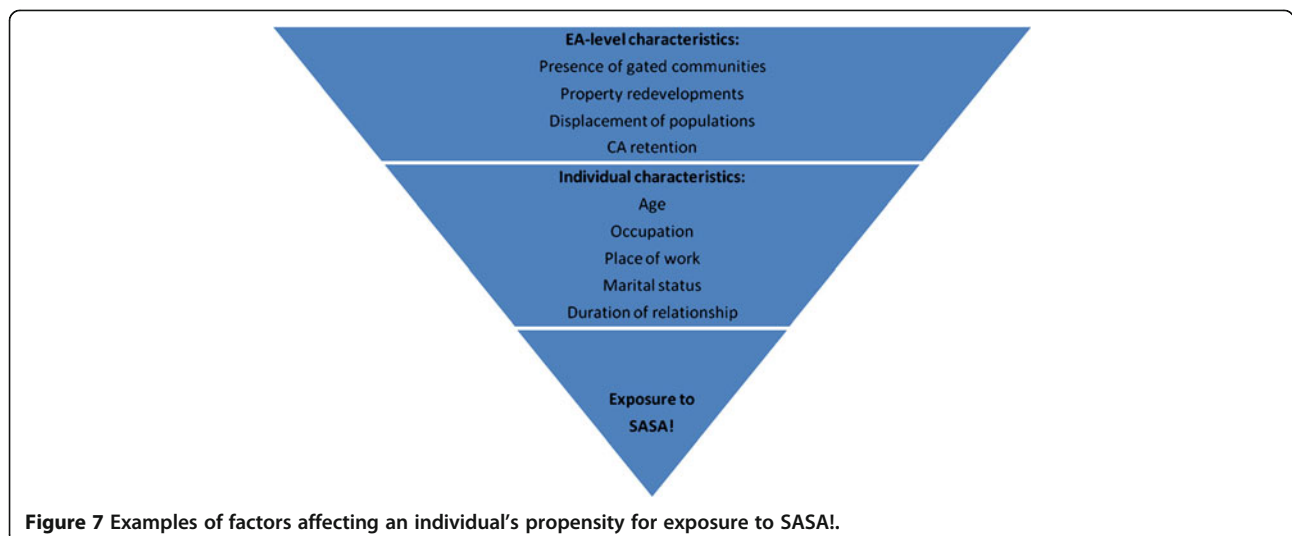 EA-level characteristics:
Presence of gated communities
Property redevelopments
Displacement of populations
CA retention
Individual characteristics:
Age
Occupation
Place of work
Marital status
Duration of relationship
Exposure to
SASA!
Figure 7 Examples of factors affecting an individual's propensity for exposure to SASA!.